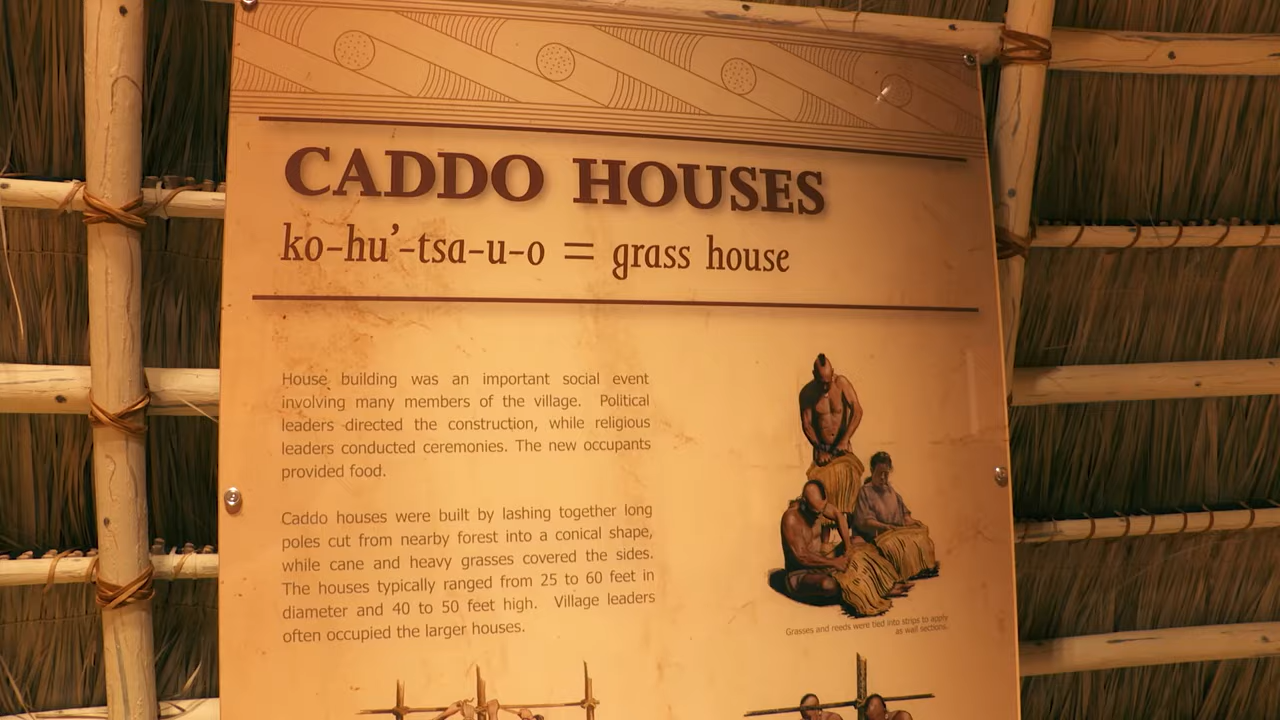 CADDO HOUSES
ko-hu'-tsa-u-o = grass house
House building was an important social event
involving many members of the village. Political
leaders directed the construction, while religious
leaders conducted ceremonies. The new occupants
provided food.
Caddo houses were built by lashing together long
poles cut from nearby forest into a conical shape,
while cane and heavy grasses covered the sides.
The houses typically ranged from 25 to 60 feet in
diameter and 40 to 50 feet high. Village leaders
often occupied the larger houses.
Grasses and reeds were tied into strips to apply
as wall sections.